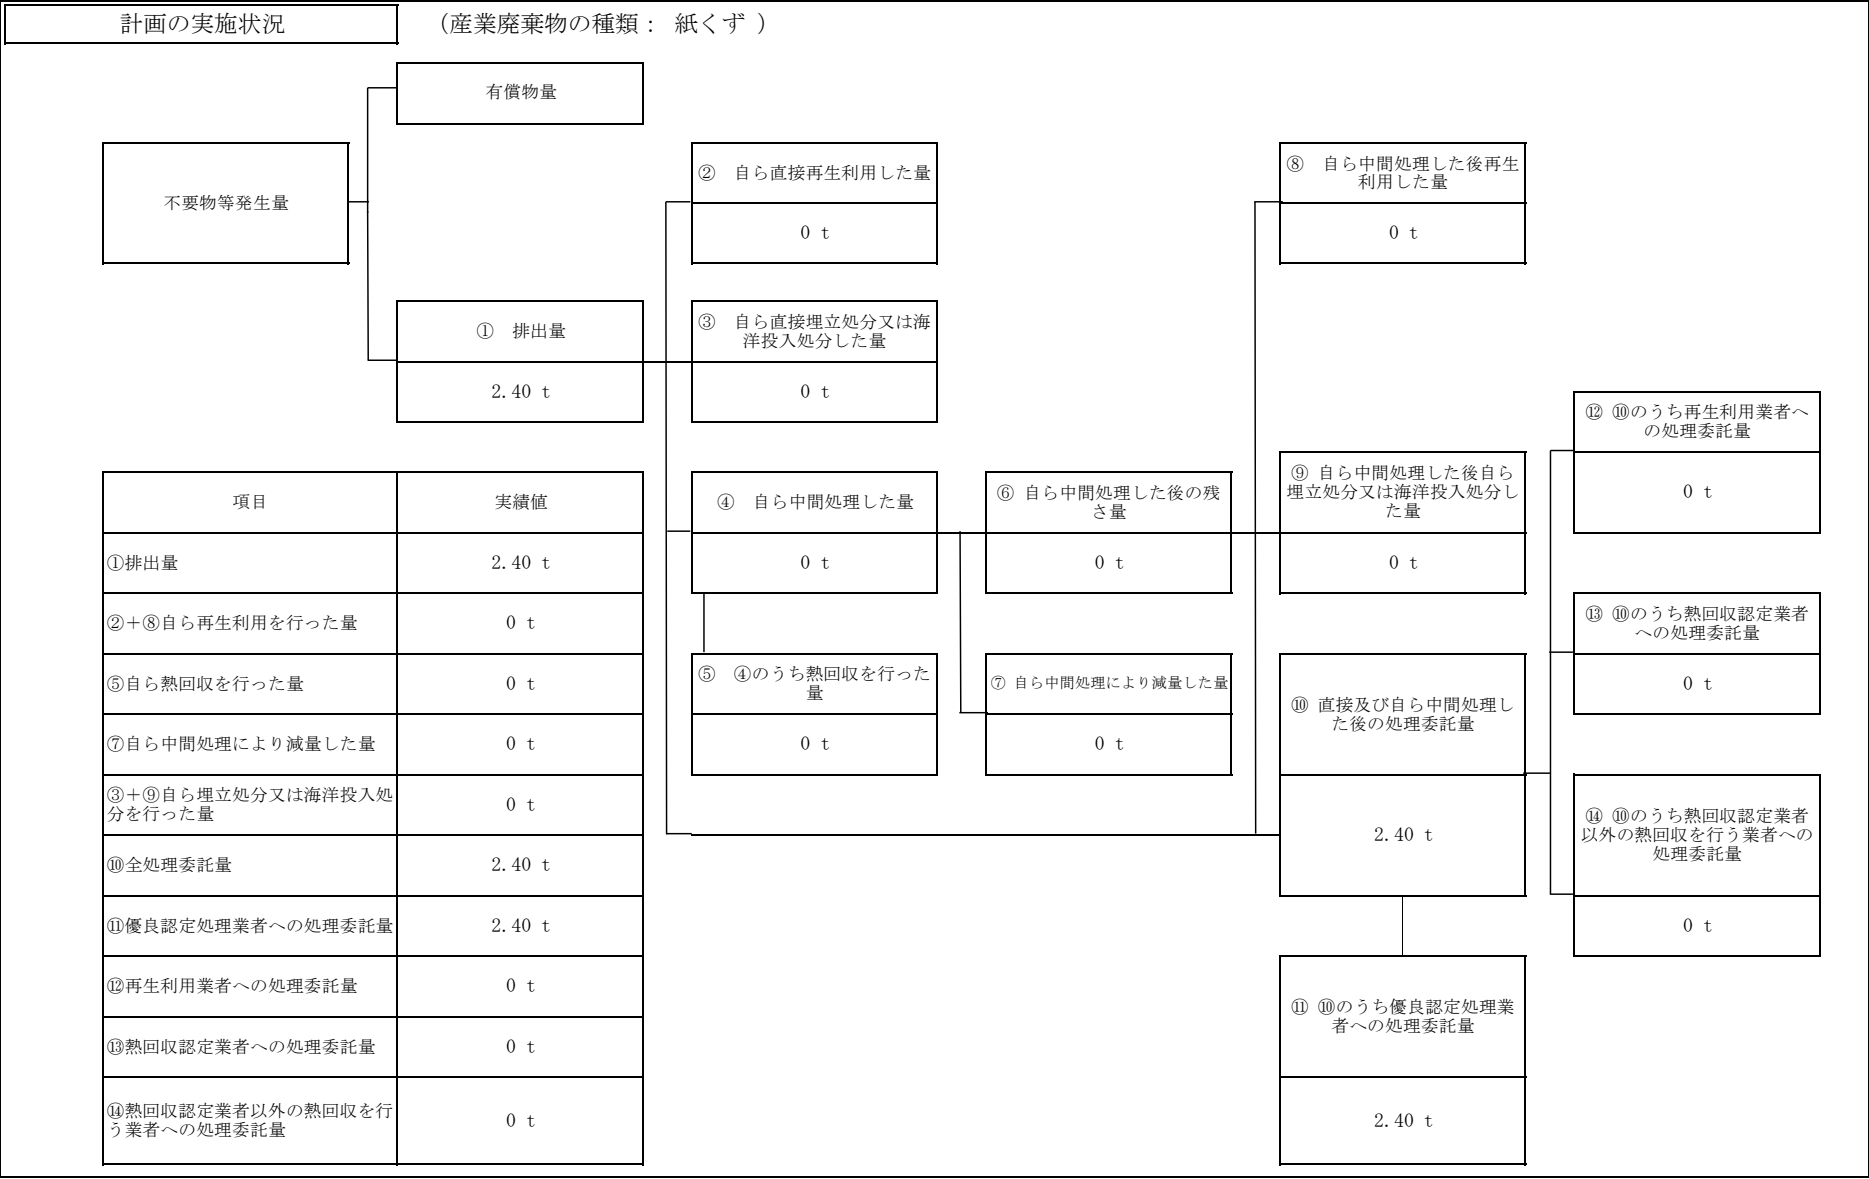 計画の実施状況
（産業廃棄物の種類： 紙くず ）
有償物量
不要物等発生量
② 自ら直接再生利用した量
0 t
⑧ 自ら中間処理した後再生
利用した量
0 t
① 排出量
2.40 t
③ 自ら直接埋立処分又は海
洋投入処分した量
0 t
⑫ ⑩のうち再生利用業者へ
の処理委託量
0 t
④ 自ら中間処理した量
0 t
⑥ 自ら中間処理した後の残
さ量
0 t
⑨ 自ら中間処理した後自ら
埋立処分又は海洋投入処分し
た量
0 t
⑬ ⑩のうち熱回収認定業者
への処理委託量
0 t
⑤ ④のうち熱回収を行った
量
0 t
⑦ 自ら中間処理により減量した量
0 t
⑩ 直接及び自ら中間処理し
た後の処理委託量
2.40 t
⑭ ⑩のうち熱回収認定業者
以外の熱回収を行う業者への
処理委託量
0 t
⑪ ⑩のうち優良認定処理業
者への処理委託量
2.40 t
項目 実績値
①排出量 2.40 t
②＋⑧自ら再生利用を行った量 0 t
⑤自ら熱回収を行った量 0 t
⑦自ら中間処理により減量した量 0 t
③＋⑨自ら埋立処分又は海洋投入処
分を行った量 0 t
⑩全処理委託量 2.40 t
⑪優良認定処理業者への処理委託量 2.40 t
⑫再生利用業者への処理委託量 0 t
⑬熱回収認定業者への処理委託量 0 t
⑭熱回収認定業者以外の熱回収を行
う業者への処理委託量 0 t